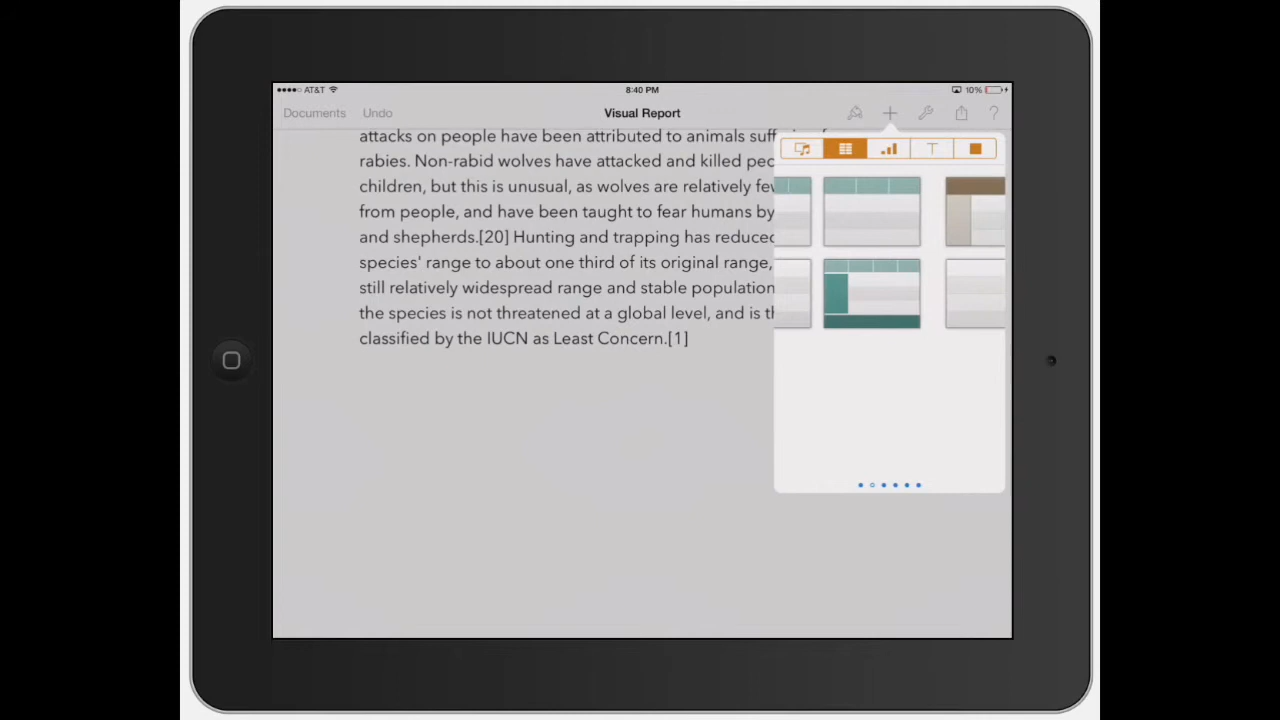 AT&T 8:40 PM 10%
Documents Undo Visual Report ?
attacks on people have been attributed to animals
rabies. Non-rabid wolves have attacked and killed
children, but this is unusual, as wolves are relatively
from people, and have been taught to fear humans by
and shepherds.[20] Hunting and trapping has reduced
species' range to about one third of its original range,
still relatively widespread range and stable population
the species is not threatened at a global level, and is
classified by the IUCN as Least Concern.[1]
T